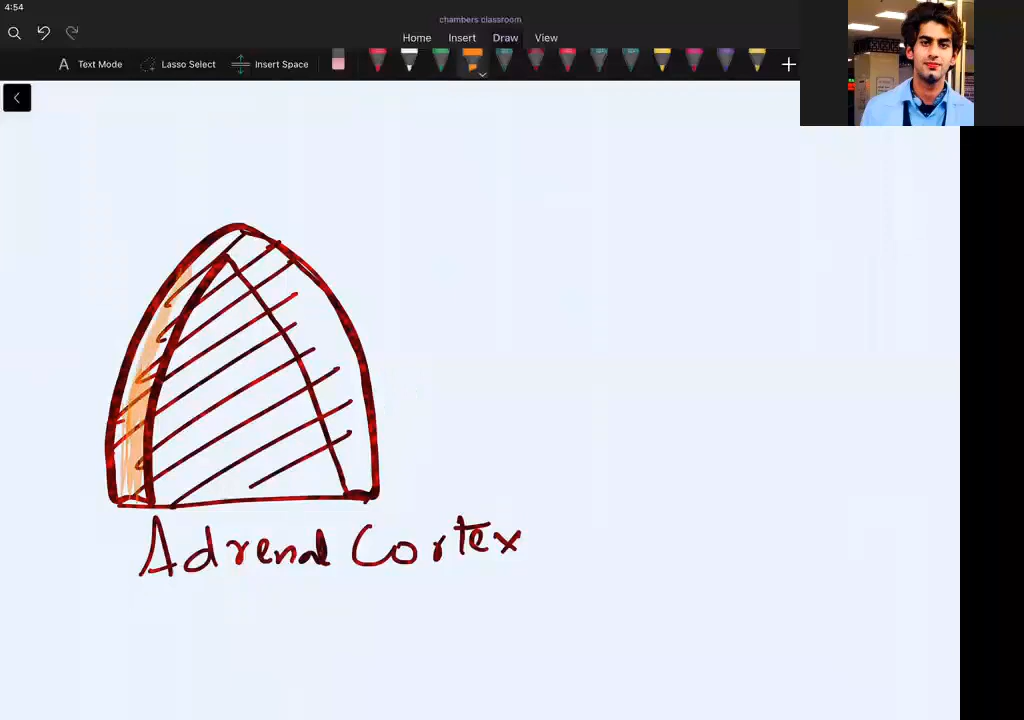 4:54
chambers classroom
Home Insert Draw View
A Text Mode Lasso Select Insert Space
Adrenal Cortex